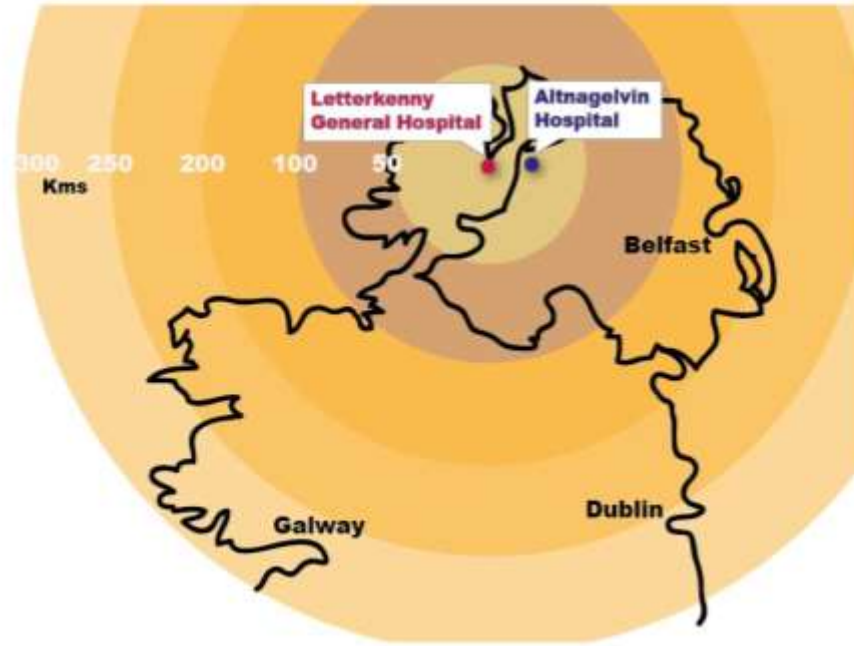 Letterkenny
General Hospital
Altnagelvin
Hospital
300 250 200 100 50
Kms
Belfast
Galway
Dublin